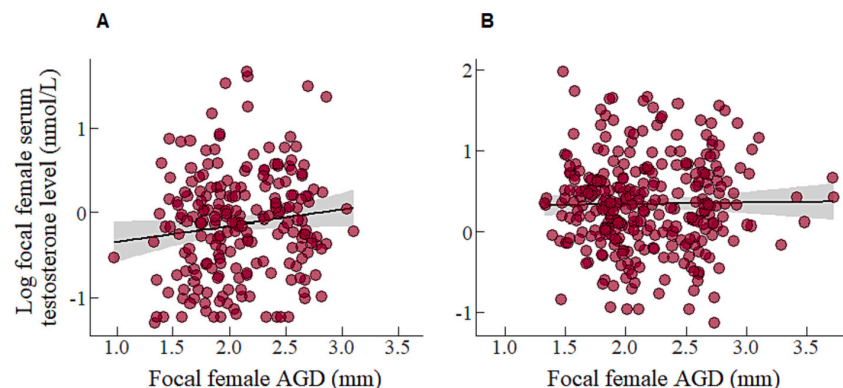 A
B
Log focal female serum
testosterone level (nmol/L)
1
0
-1
1.0 1.5 2.0 2.5 3.0 3.5
Focal female AGD (mm)
2
1
0
-1
1.0 1.5 2.0 2.5 3.0 3.5
Focal female AGD (mm)